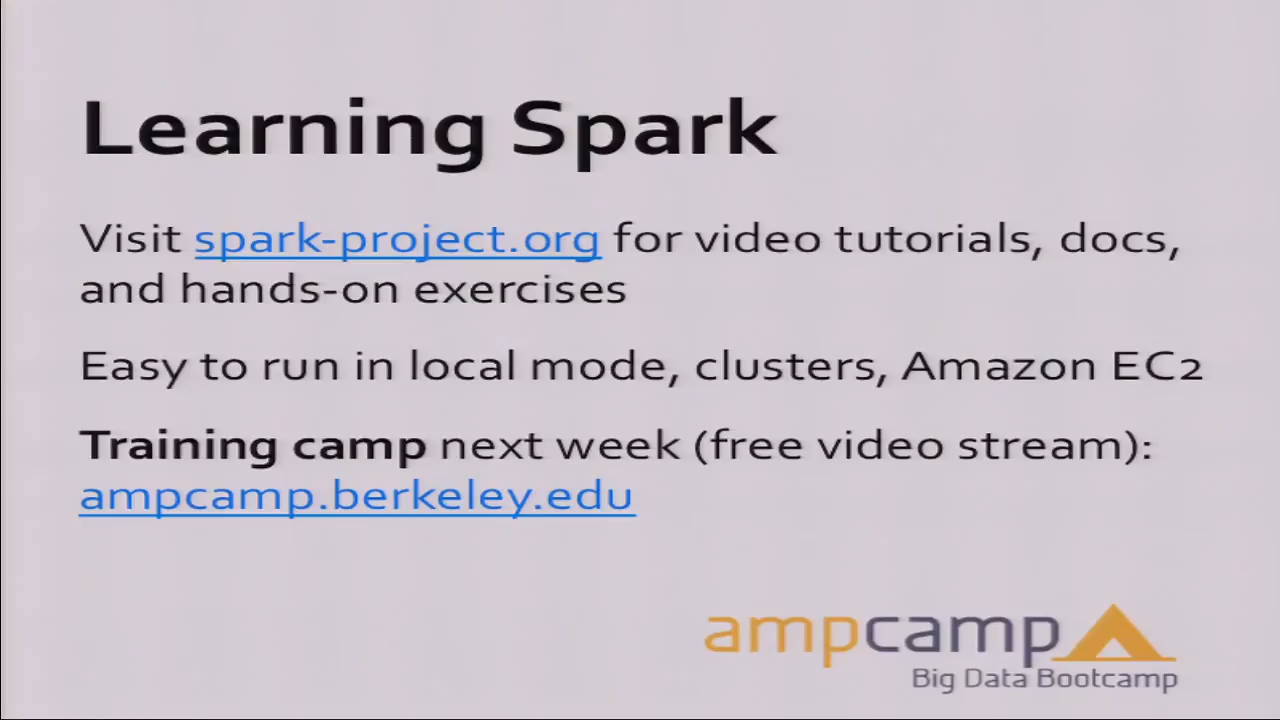 Learning Spark
Visit spark-project.org for video tutorials, docs,
and hands-on exercises
Easy to run in local mode, clusters, Amazon EC2
Training camp next week (free video stream):
ampcamp.berkeley.edu
ampcamp
Big Data Bootcamp